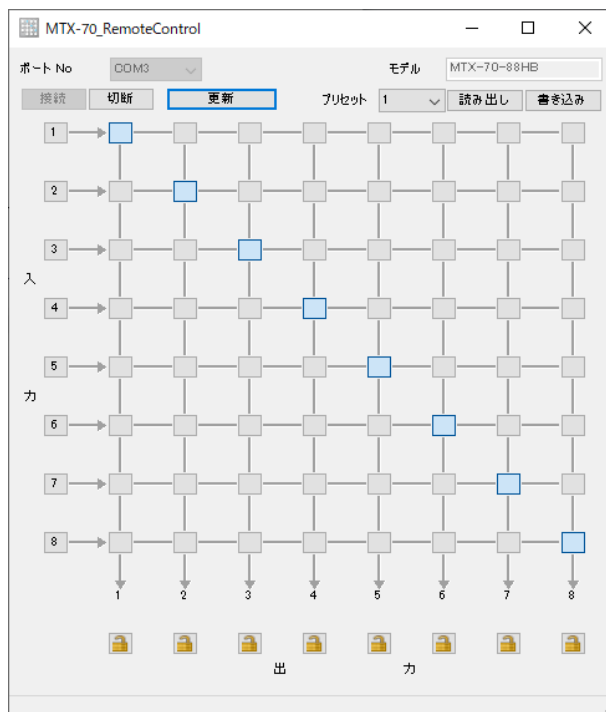 MTX-70_RemoteControl
ポート No COM3 モデル MTX-70-88HB
接続 切断 更新 プリセット 1 読み出し 書き込み
1
2
3
入
4
5
力
6
7
8
1 2 3 4 5 6 7 8
出 力